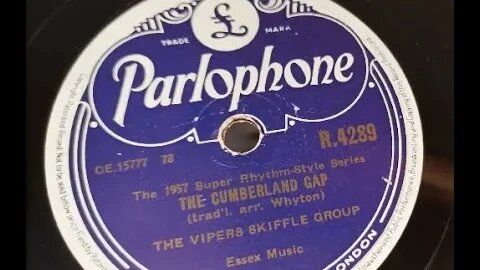 £
TRADE MARK
Parlophone
R.4289
CE.15777 78
The 1957 Super Rhythm-Style Series
THE CUMBERLAND GAP
(trad'l. arr. Whyton)
THE VIPERS SKIFFLE GROUP
Essex Music
LONDON